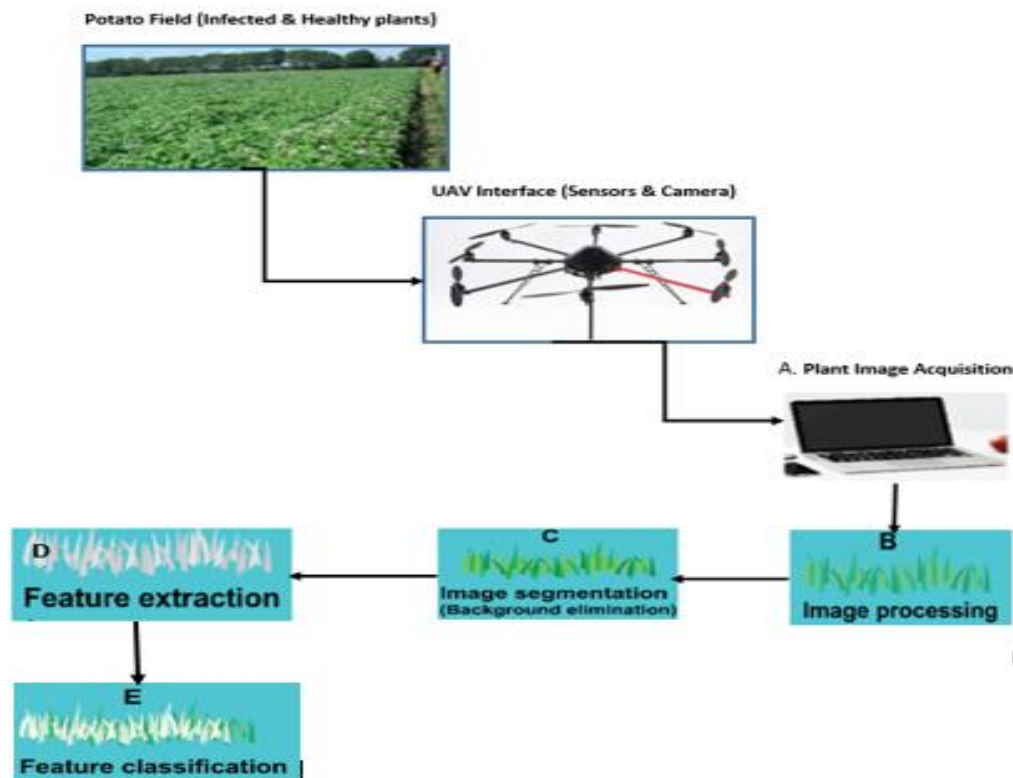 Potato Field (Infected & Healthy plants)
UAV Interface (Sensors & Camera)
A. Plant Image Acquisition
B
Image processing
C
Image segmentation
(Background elimination)
D
Feature extraction
E
Feature classification